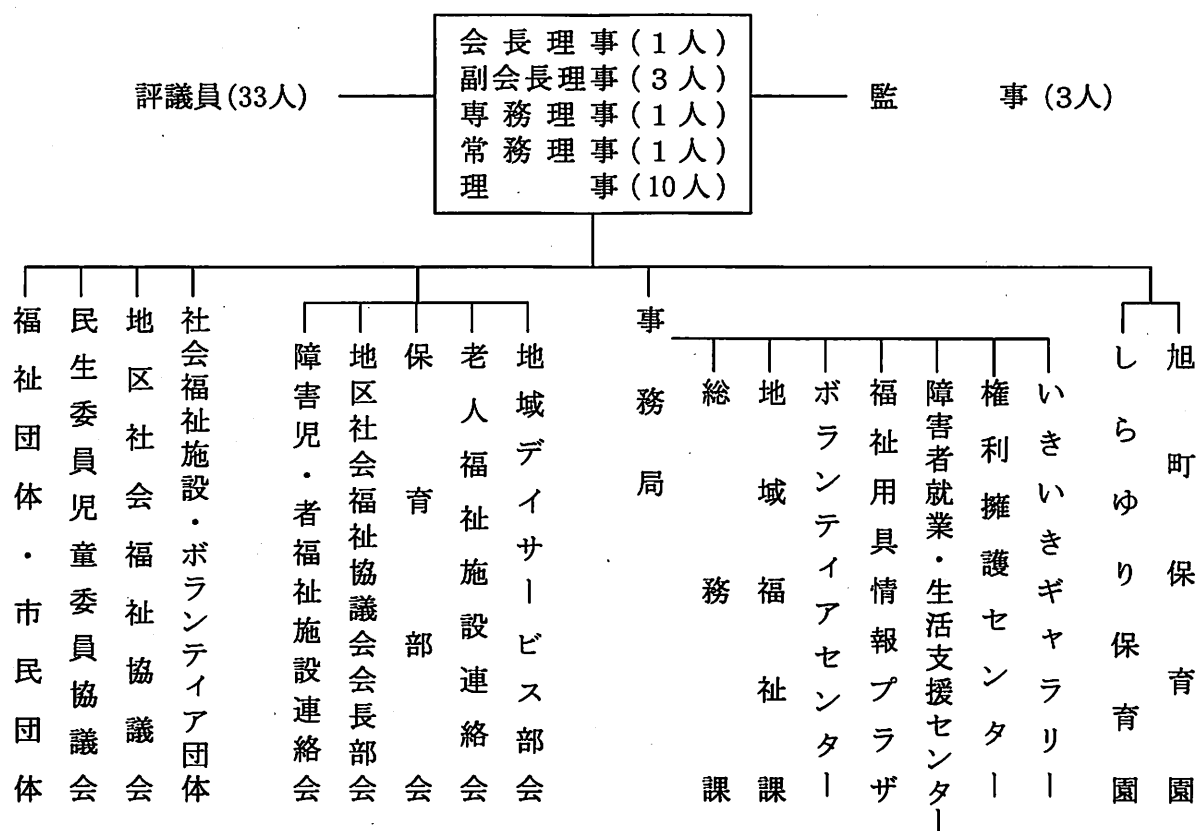 会長理事(1人)
副会長理事(3人)
専務理事(1人)
常務理事(1人)
理事(10人)
評議員(33人)
監事(3人)
福祉団体・市民団体
民生委員児童委員協議会
地区社会福祉協議会
社会福祉施設・ボランティア団体
障害児・者福祉施設連絡会
地区社会福祉協議会会長部会
保育部会
老人福祉施設連絡会
地域デイサービス部会
事務局
総務課
地域福祉課
ボランティアセンター
福祉用具情報プラザ
障害者就業・生活支援センター
権利擁護センター
いきいきギャラリー
しらゆり保育園
旭町保育園